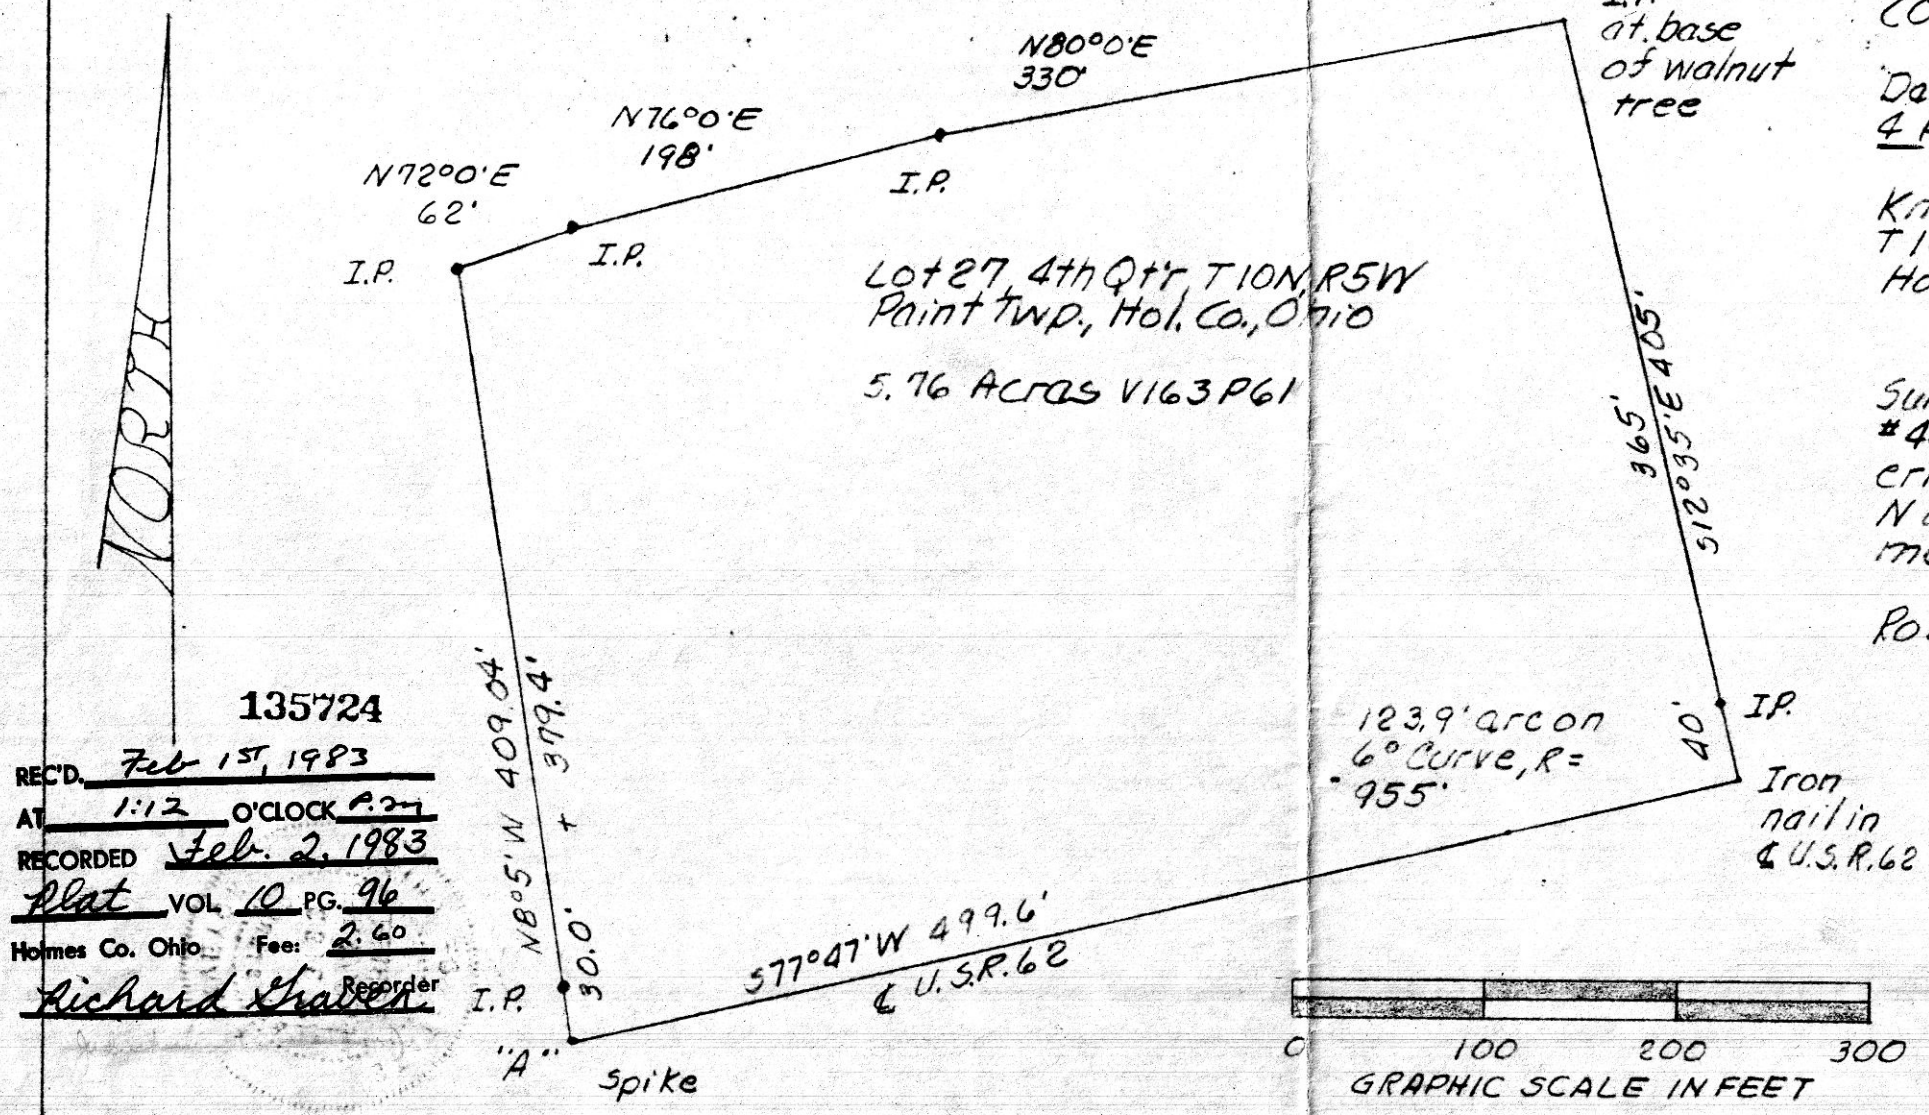 N80°0'E
330'
at base
of walnut
tree
N76°0'E
198'
N72°0'E
62'
I.P.
I.P.
I.P.
Lot 27, 4th Qtr, T10N, R5W
Paint Twp., Hol. Co., Ohio
5.76 Acres V163 P61
NORTH
365'
S12°35'E 405'
40'
I.P.
Iron
nail in
℄ U.S.R.62
123.9' arc on
6° Curve, R=
955'
N8°5'W 409.04'
379.4'
30.0'
S77°47'W 499.6'
℄ U.S.R.62
I.P.
"A"
Spike
135724
REC'D. Feb 1ST, 1983
AT 1:12 O'CLOCK P.M
RECORDED Feb. 2, 1983
Plat VOL 10 PG. 96
Holmes Co. Ohio Fee: 2.60
Richard Graven Recorder
0 100 200 300
GRAPHIC SCALE IN FEET